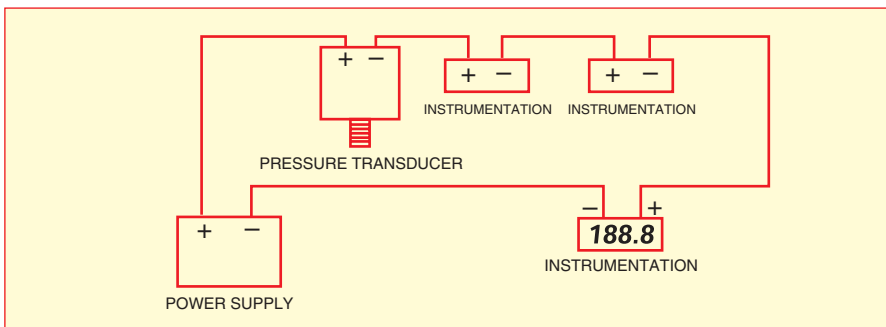 + −
+ −
+ −
INSTRUMENTATION
INSTRUMENTATION
PRESSURE TRANSDUCER
− +
+ −
188.8
INSTRUMENTATION
POWER SUPPLY